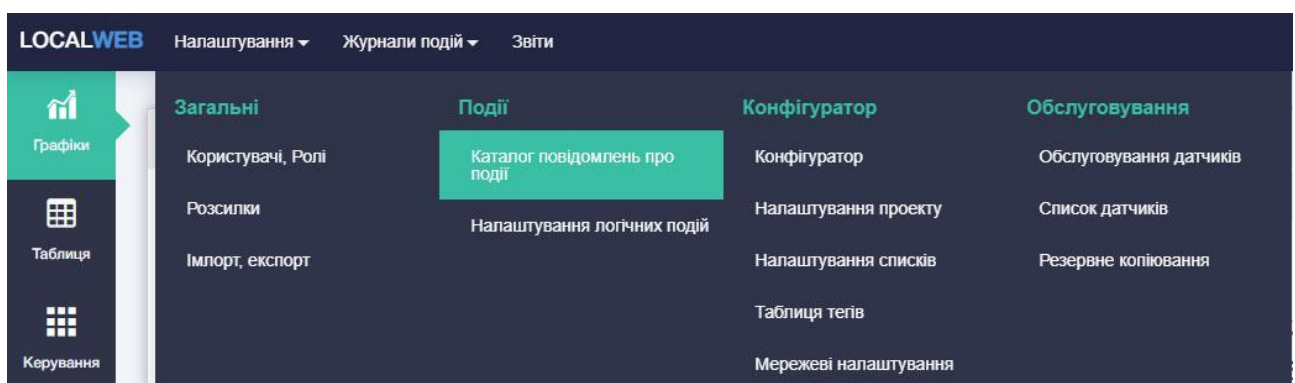 LOCALWEB Налаштування Журнали подій Звіти
Графіки
Таблиця
Керування
Загальні
Користувачі, Ролі
Розсилки
Імпорт, експорт
Події
Каталог повідомлень про
події
Налаштування логічних подій
Конфігуратор
Конфігуратор
Налаштування проекту
Налаштування списків
Таблиця тегів
Мережеві налаштування
Обслуговування
Обслуговування датчиків
Список датчиків
Резервне копіювання